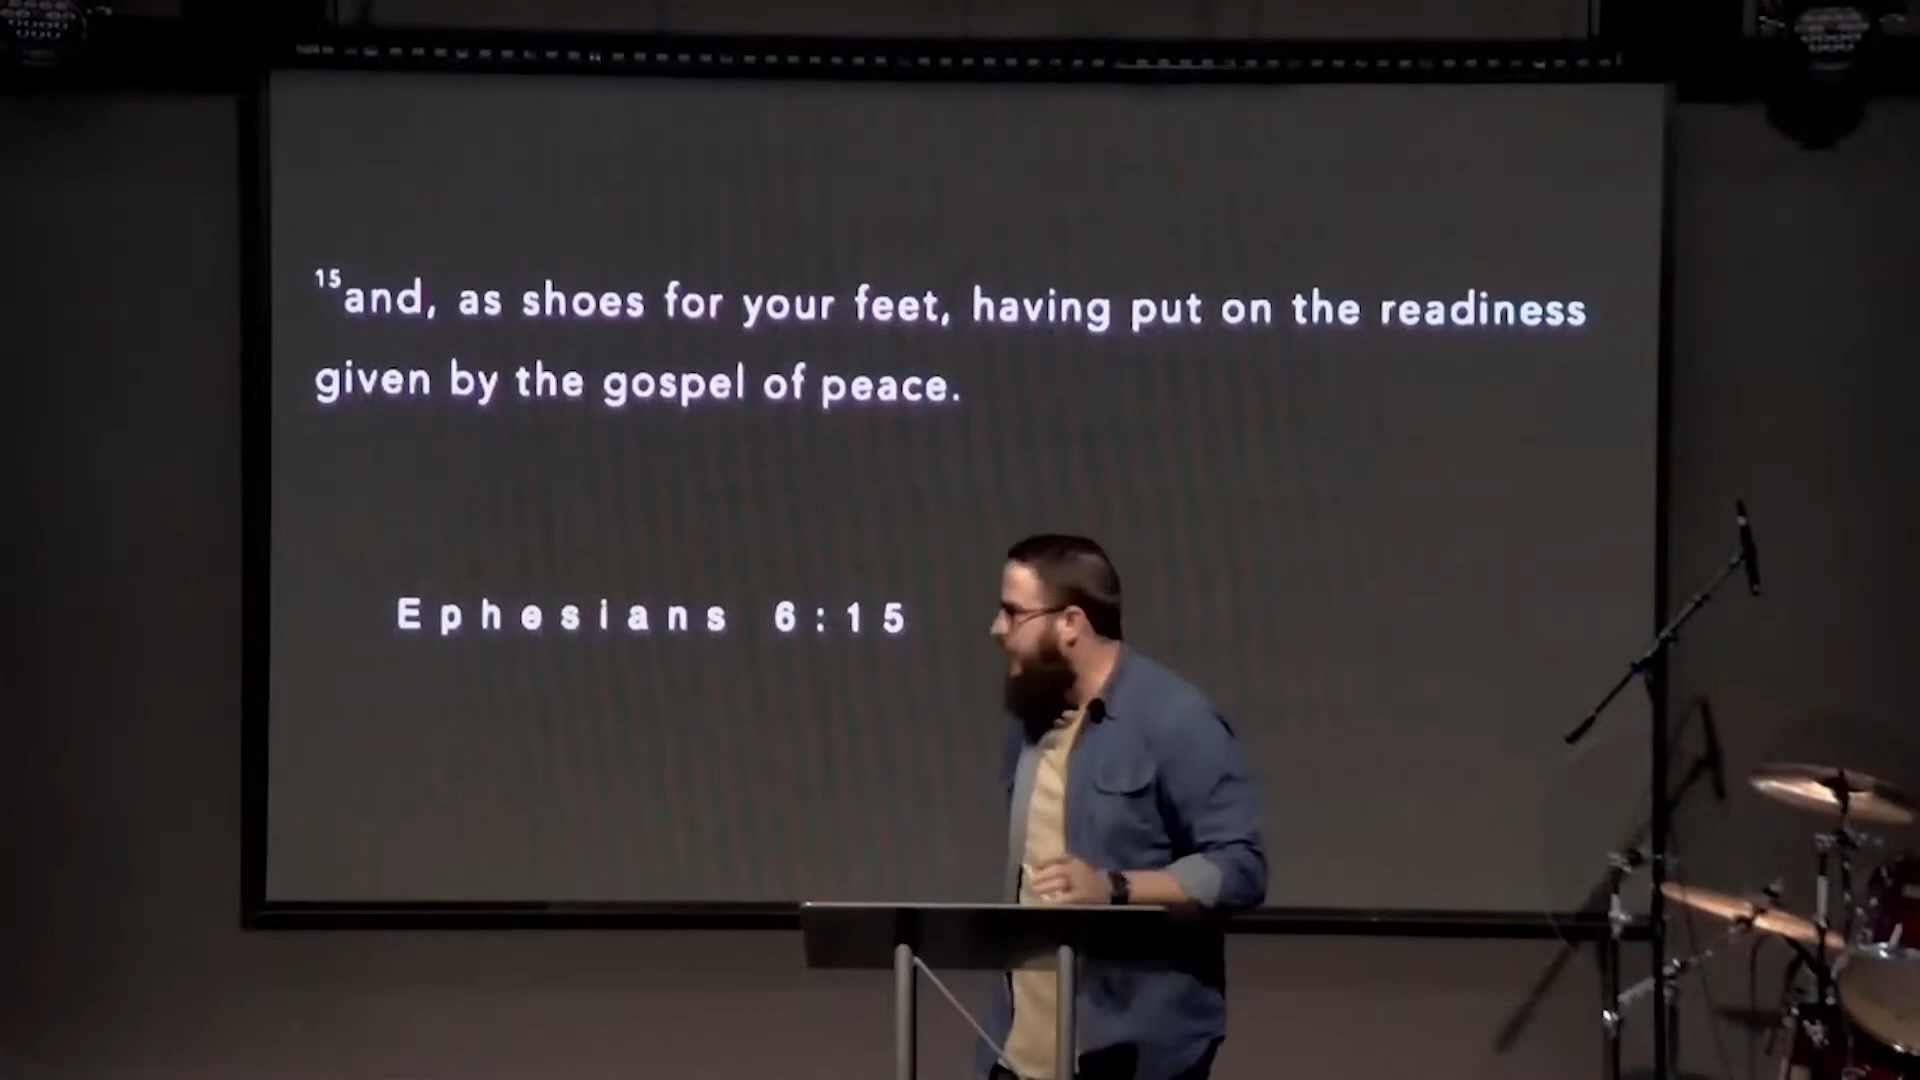 15and, as shoes for your feet, having put on the readiness
given by the gospel of peace.
Ephesians 6:15